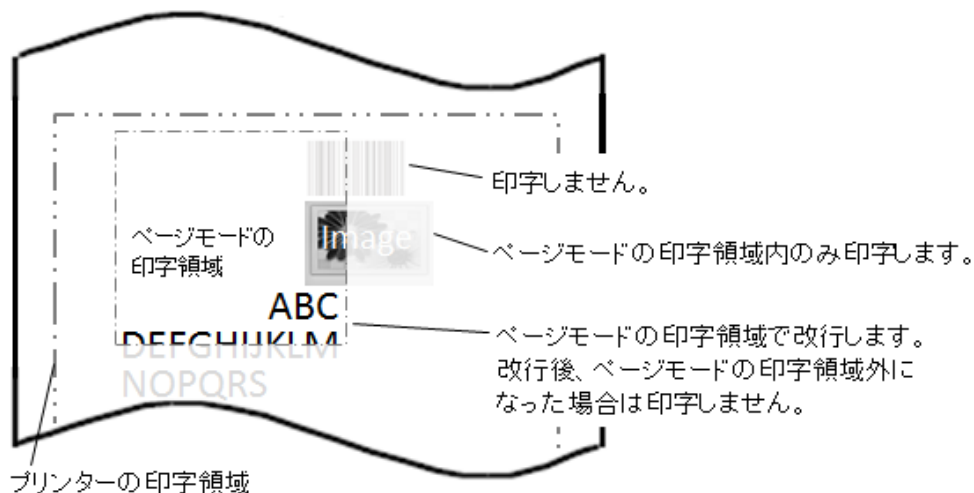 印字しません。
ページモードの
印字領域
Image
ページモードの印字領域内のみ印字します。
ABC
DEFGHIJKLM
NOPQRS
ページモードの印字領域で改行します。
改行後、ページモードの印字領域外に
なった場合は印字しません。
プリンターの印字領域